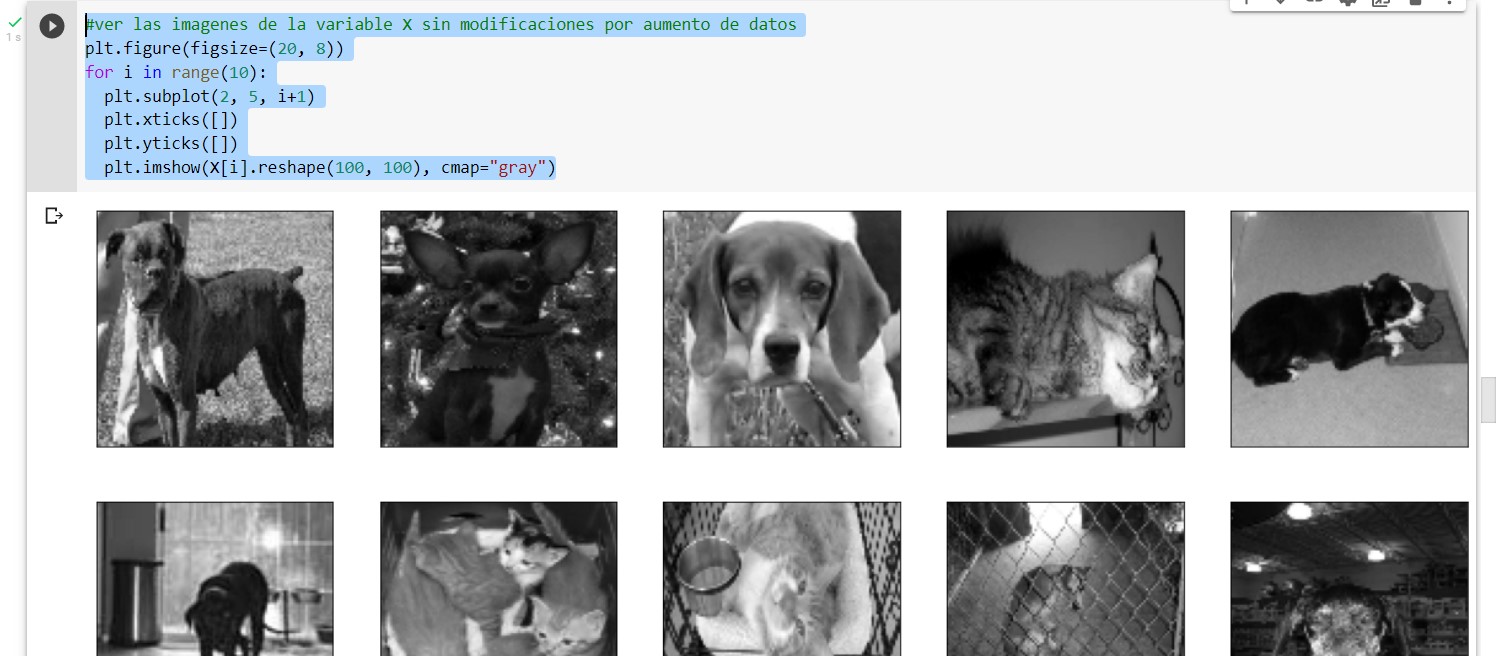 #ver las imagenes de la variable X sin modificaciones por aumento de datos
plt.figure(figsize=(20, 8))
for i in range(10):
  plt.subplot(2, 5, i+1)
  plt.xticks([])
  plt.yticks([])
  plt.imshow(X[i].reshape(100, 100), cmap="gray")
1 s